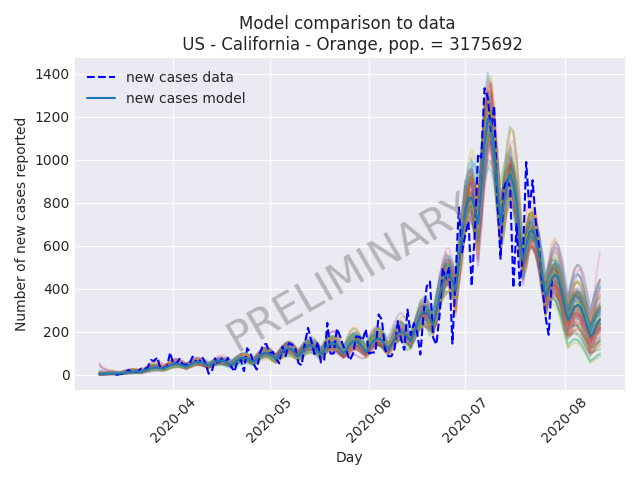 Model comparison to data
US - California - Orange, pop. = 3175692
new cases data
new cases model
PRELIMINARY
Number of new cases reported
1400
1200
1000
800
600
400
200
0
2020-04
2020-05
2020-06
2020-07
2020-08
Day